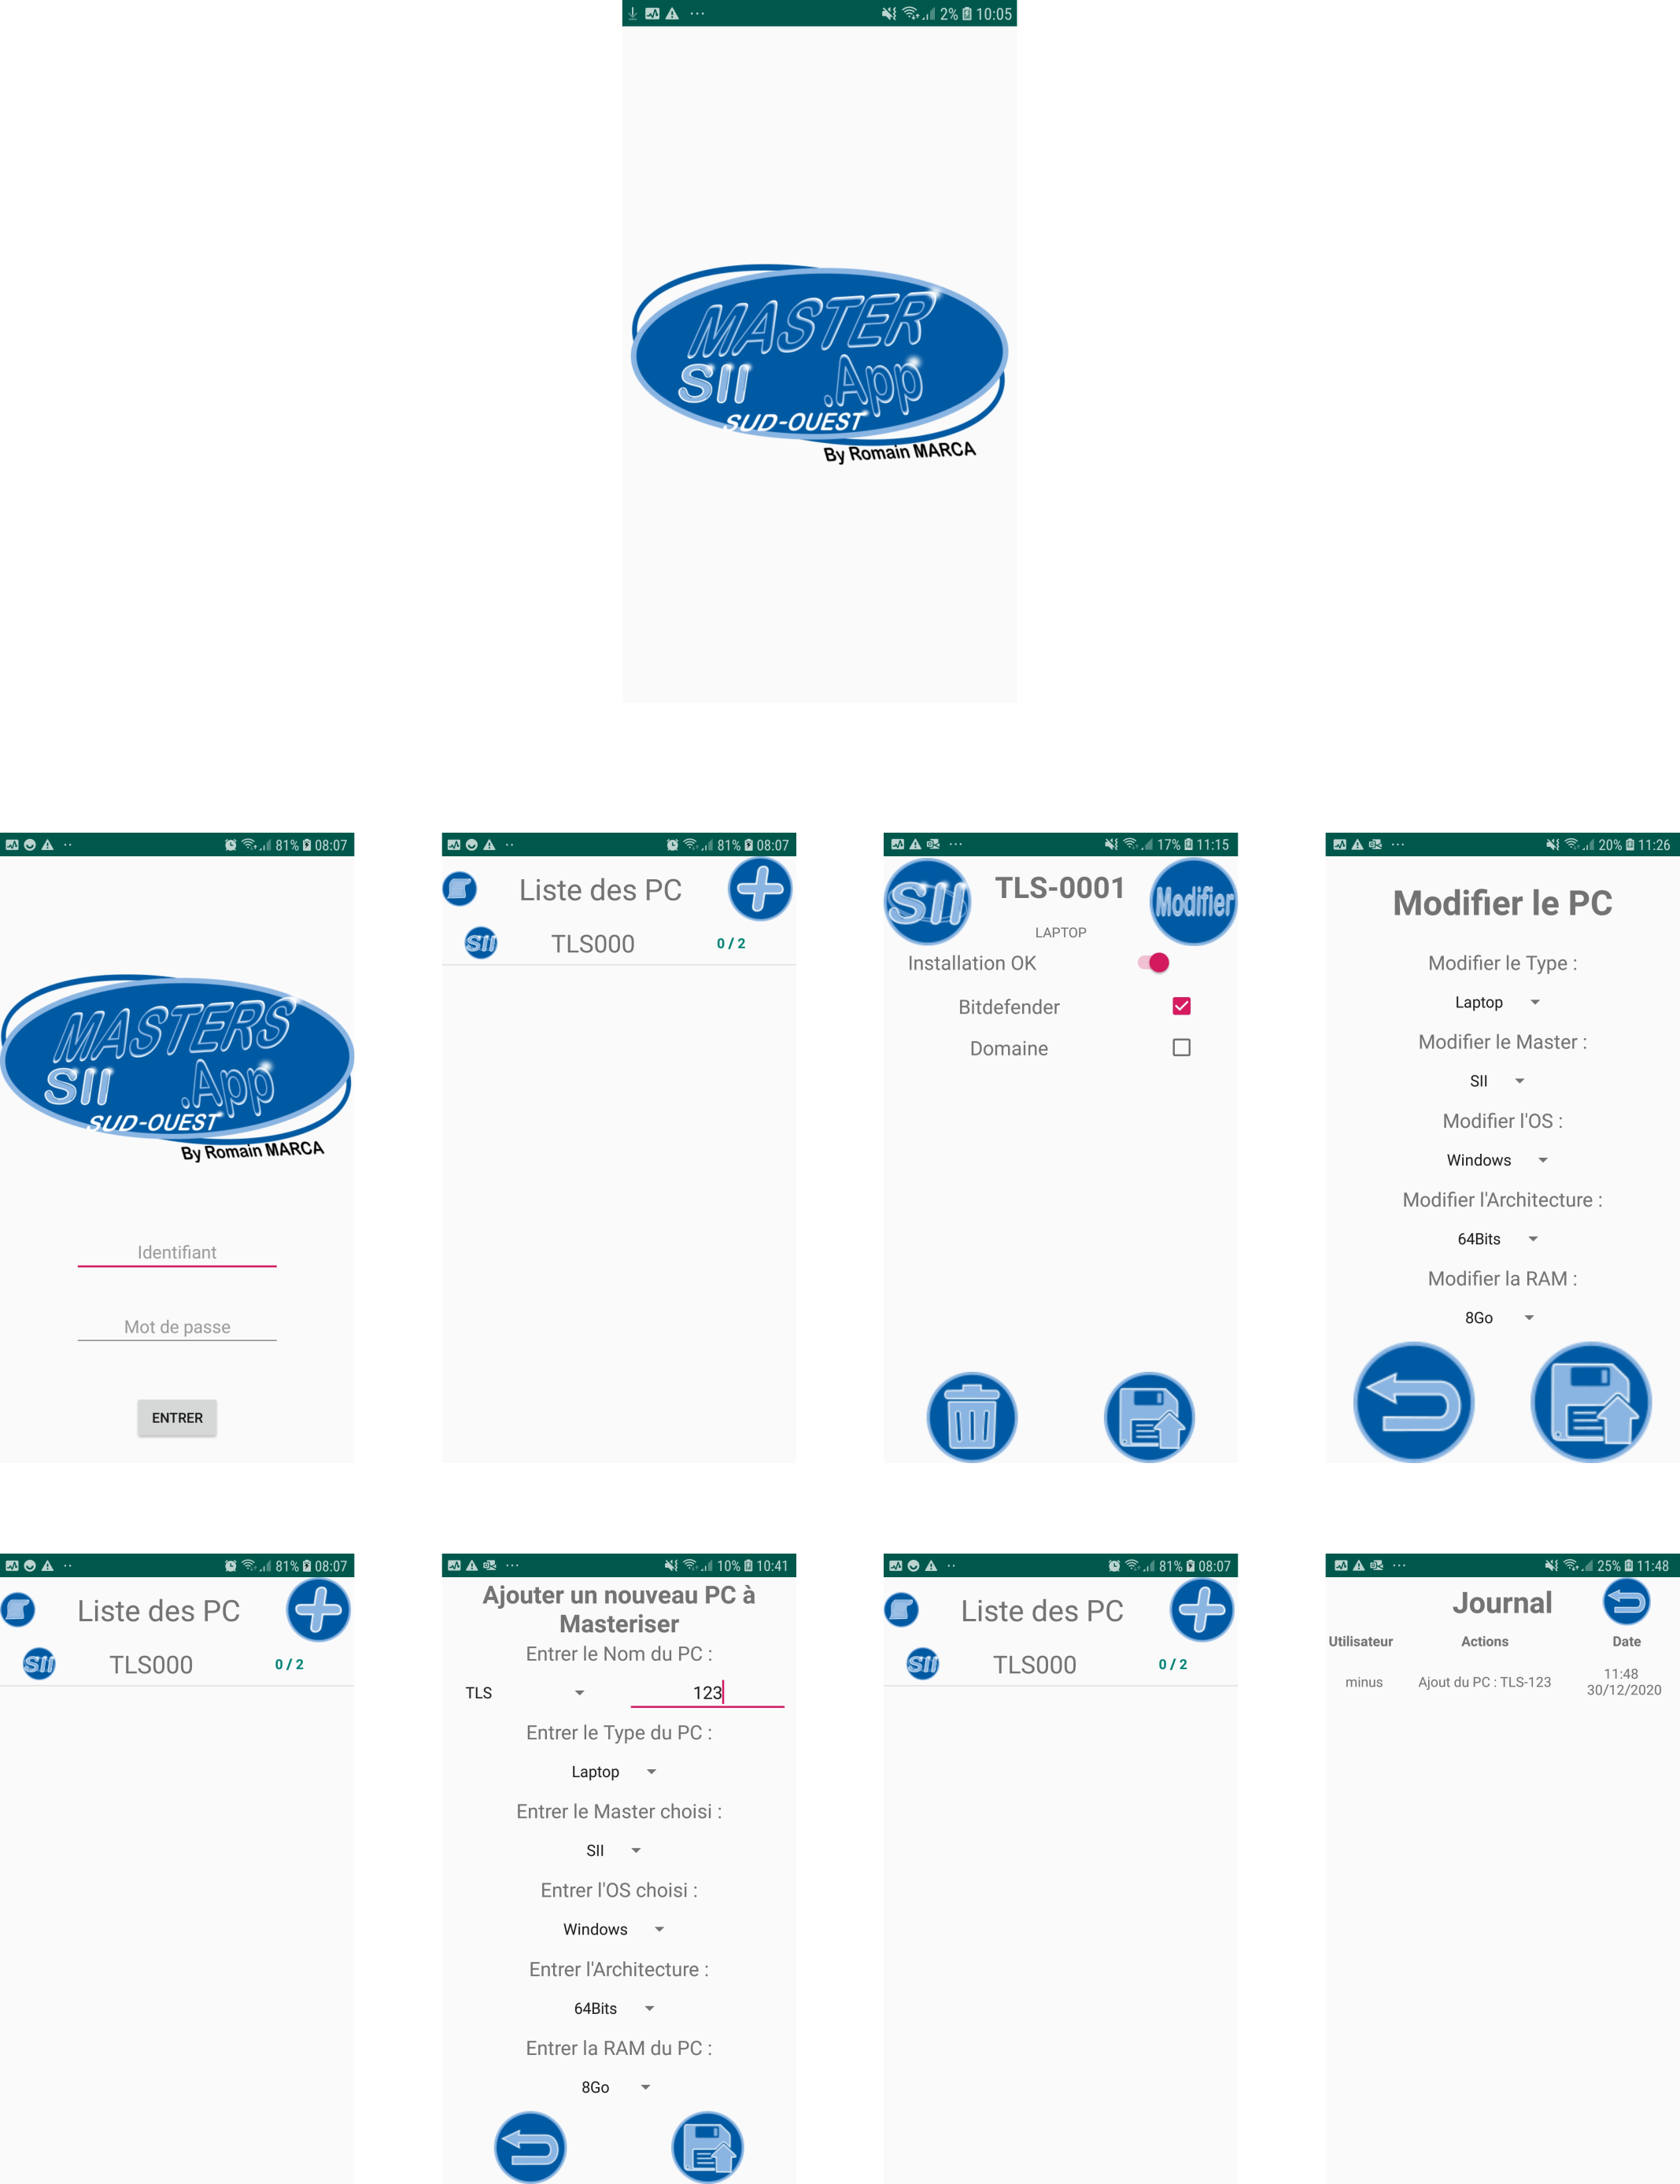 2% 10:05
MASTER
SII .App
SUD-OUEST
By Romain MARCA
81% 08:07
MASTERS
SII .App
SUD-OUEST
By Romain MARCA
Identifiant
Mot de passe
ENTRER
81% 08:07
Liste des PC
SII TLS000 0 / 2
17% 11:15
SII TLS-0001 Modifier
LAPTOP
Installation OK
Bitdefender
Domaine
20% 11:26
Modifier le PC
Modifier le Type :
Laptop
Modifier le Master :
SII
Modifier l'OS :
Windows
Modifier l'Architecture :
64Bits
Modifier la RAM :
8Go
81% 08:07
Liste des PC
SII TLS000 0 / 2
10% 10:41
Ajouter un nouveau PC à
Masteriser
Entrer le Nom du PC :
TLS 123
Entrer le Type du PC :
Laptop
Entrer le Master choisi :
SII
Entrer l'OS choisi :
Windows
Entrer l'Architecture :
64Bits
Entrer la RAM du PC :
8Go
81% 08:07
Liste des PC
SII TLS000 0 / 2
25% 11:48
Journal
Utilisateur Actions Date
minus Ajout du PC : TLS-123 11:48
30/12/2020